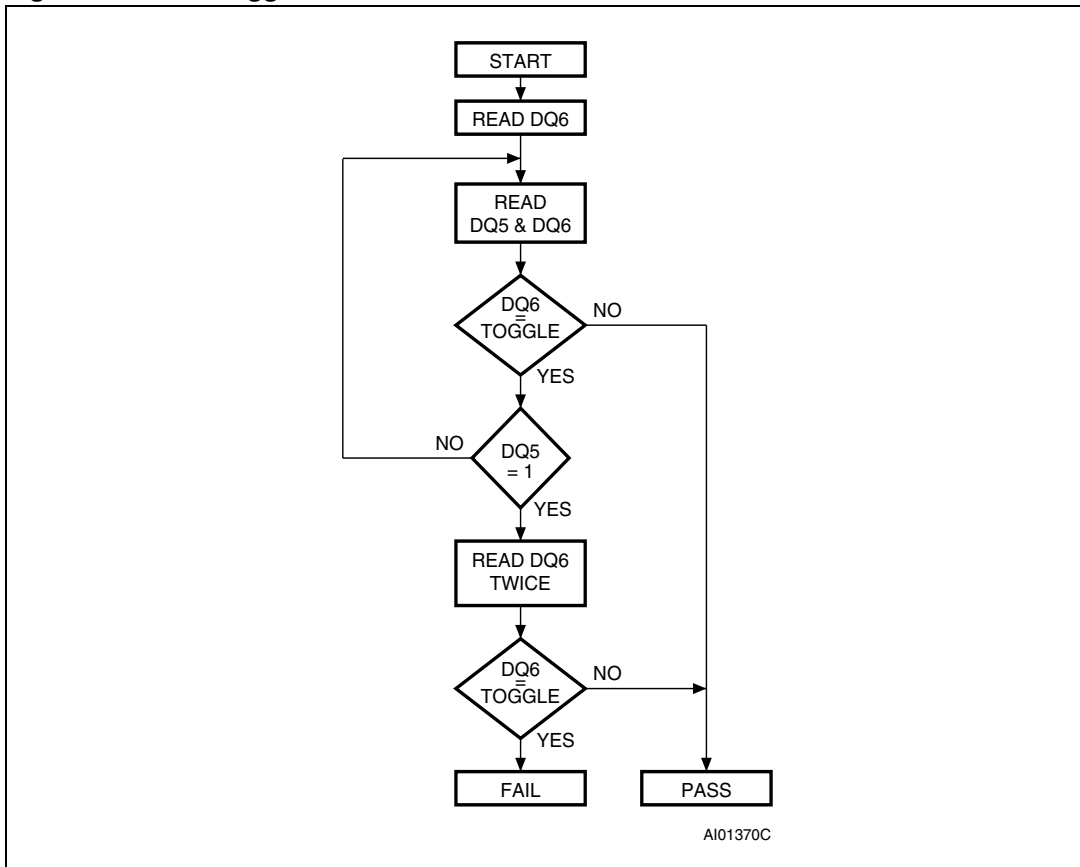 START
READ DQ6
READ
DQ5 & DQ6
DQ6
=
TOGGLE
NO
YES
NO
DQ5
= 1
YES
READ DQ6
TWICE
DQ6
=
TOGGLE
NO
YES
FAIL
PASS
AI01370C